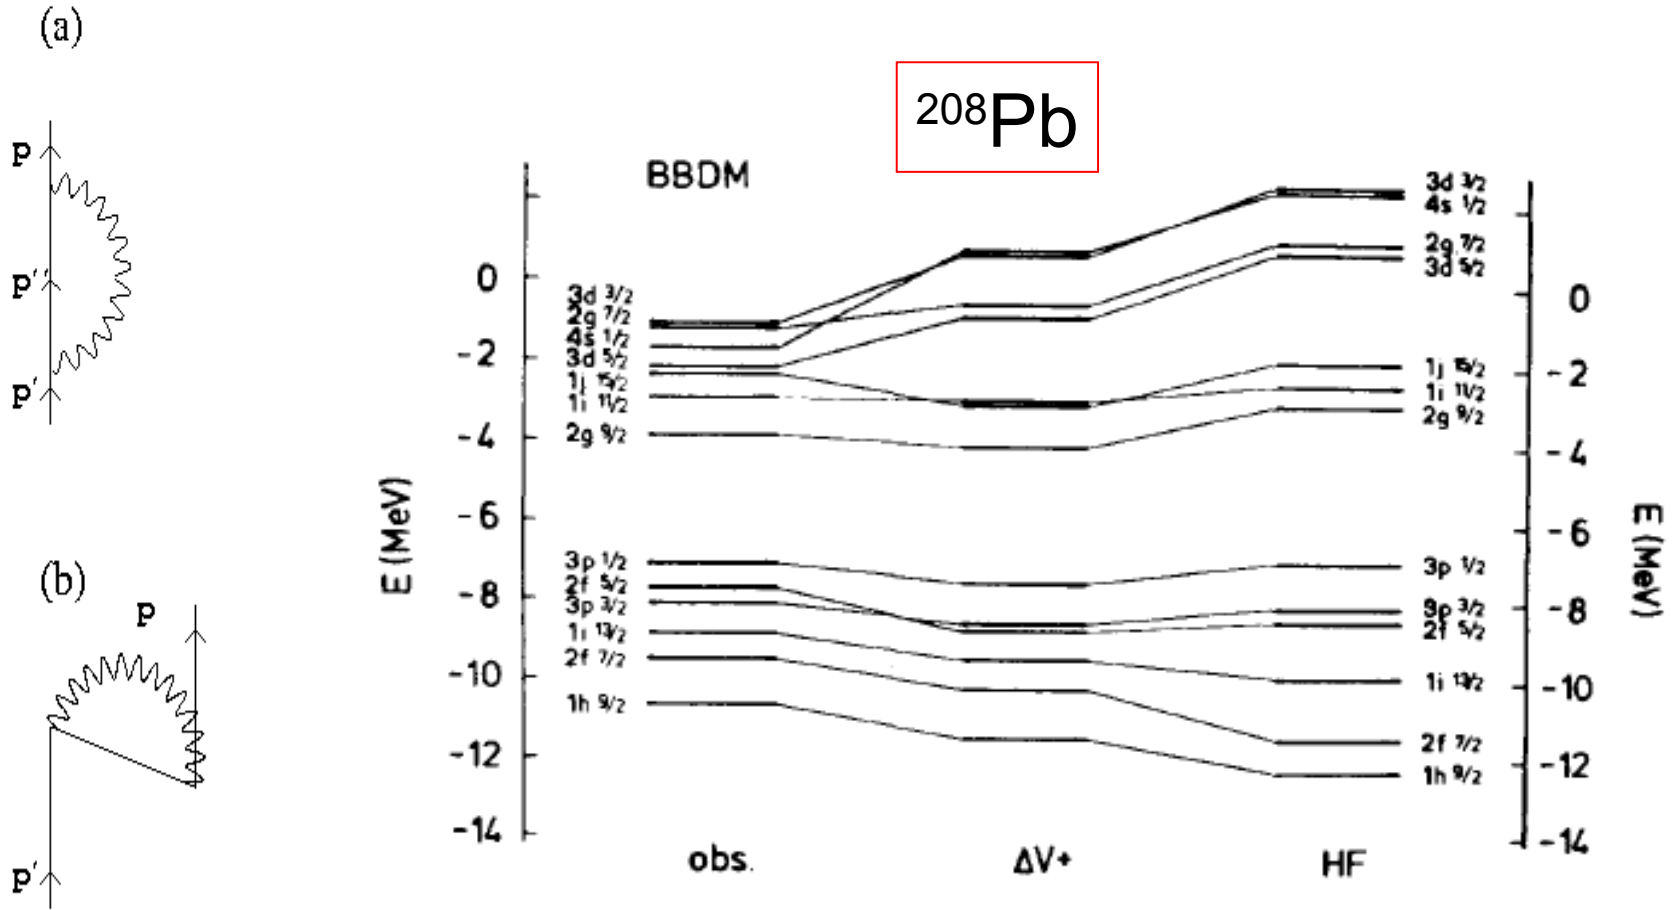 (a)
p
p''
p'
(b)
p
p'
²⁰⁸Pb
BBDM
E (MeV)
0
-2
-4
-6
-8
-10
-12
-14
3d 3/2
2g 7/2
4s 1/2
3d 5/2
1j 15/2
1i 11/2
2g 9/2
3p 1/2
2f 5/2
3p 3/2
1i 13/2
2f 7/2
1h 9/2
3d 3/2
4s 1/2
2g 7/2
3d 5/2
1j 15/2
1i 11/2
2g 9/2
3p 1/2
3p 3/2
2f 5/2
1i 13/2
2f 7/2
1h 9/2
0
-2
-4
-6
-8
-10
-12
-14
E (MeV)
obs.
ΔV+
HF